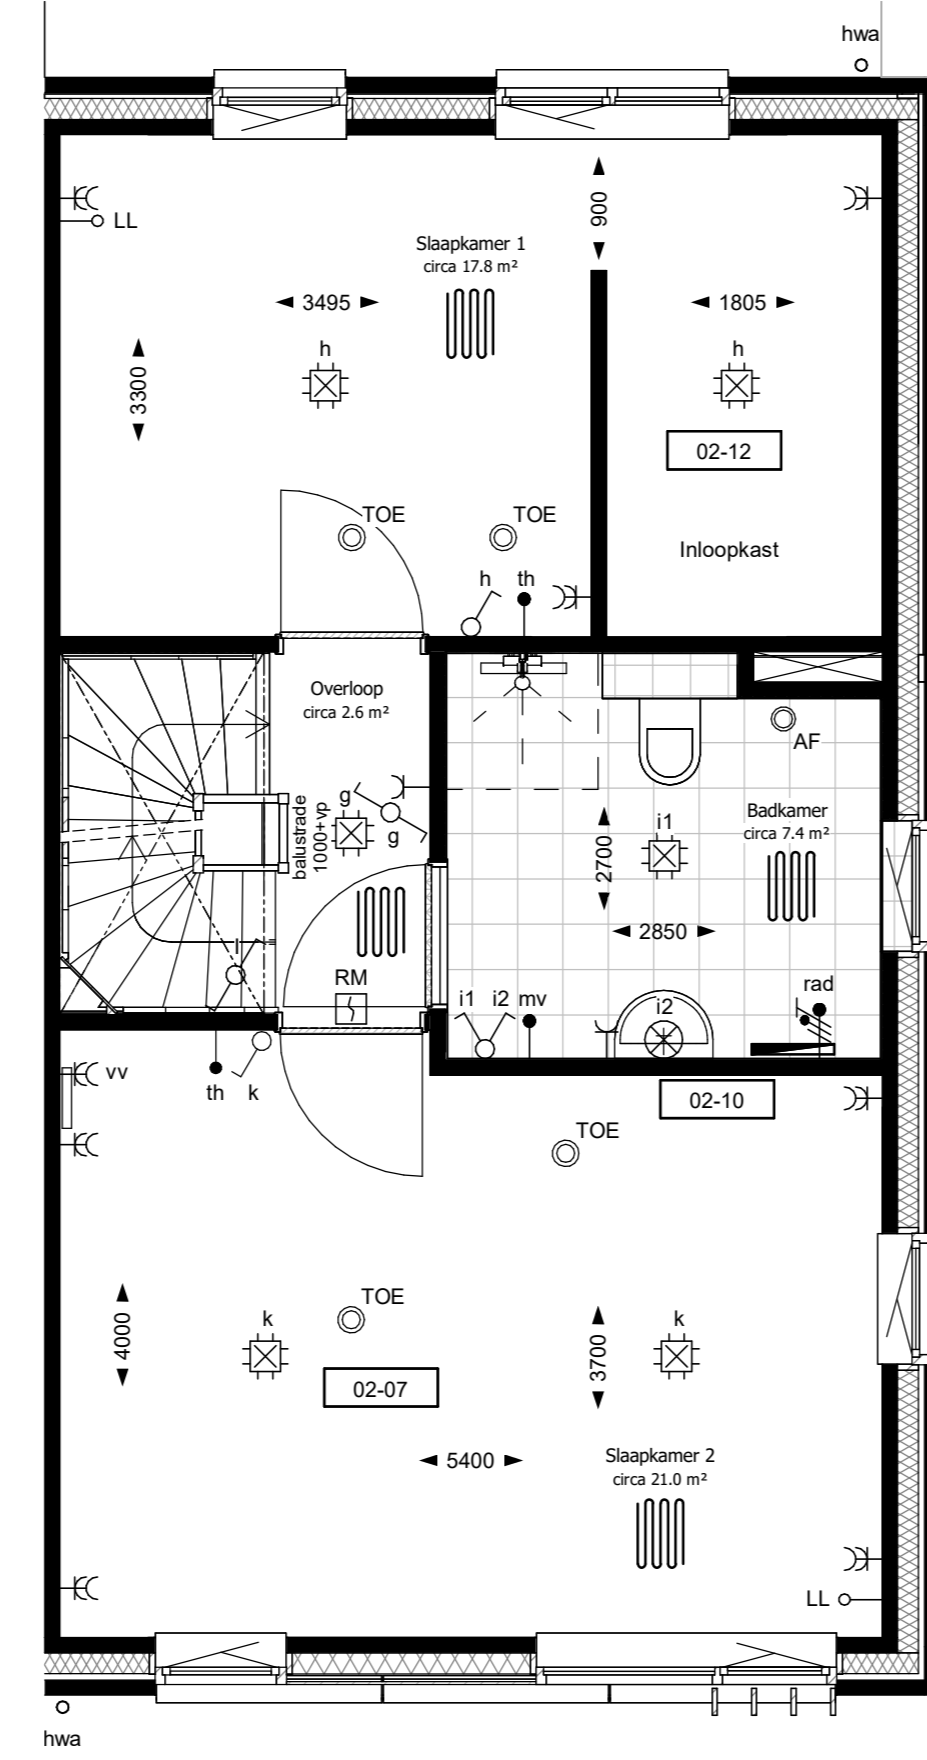 hwa
900
LL
Slaapkamer 1
circa 17.8 m²
3495
1805
3300
h
h
02-12
TOE
TOE
Inloopkast
h
th
Overloop
circa 2.6 m²
AF
balustrade
1000+vp
g
g
Badkamer
circa 7.4 m²
i1
2700
2850
RM
rad
i1
i2
mv
i2
vv
th
k
02-10
TOE
TOE
4000
k
3700
k
02-07
5400
Slaapkamer 2
circa 21.0 m²
LL
hwa